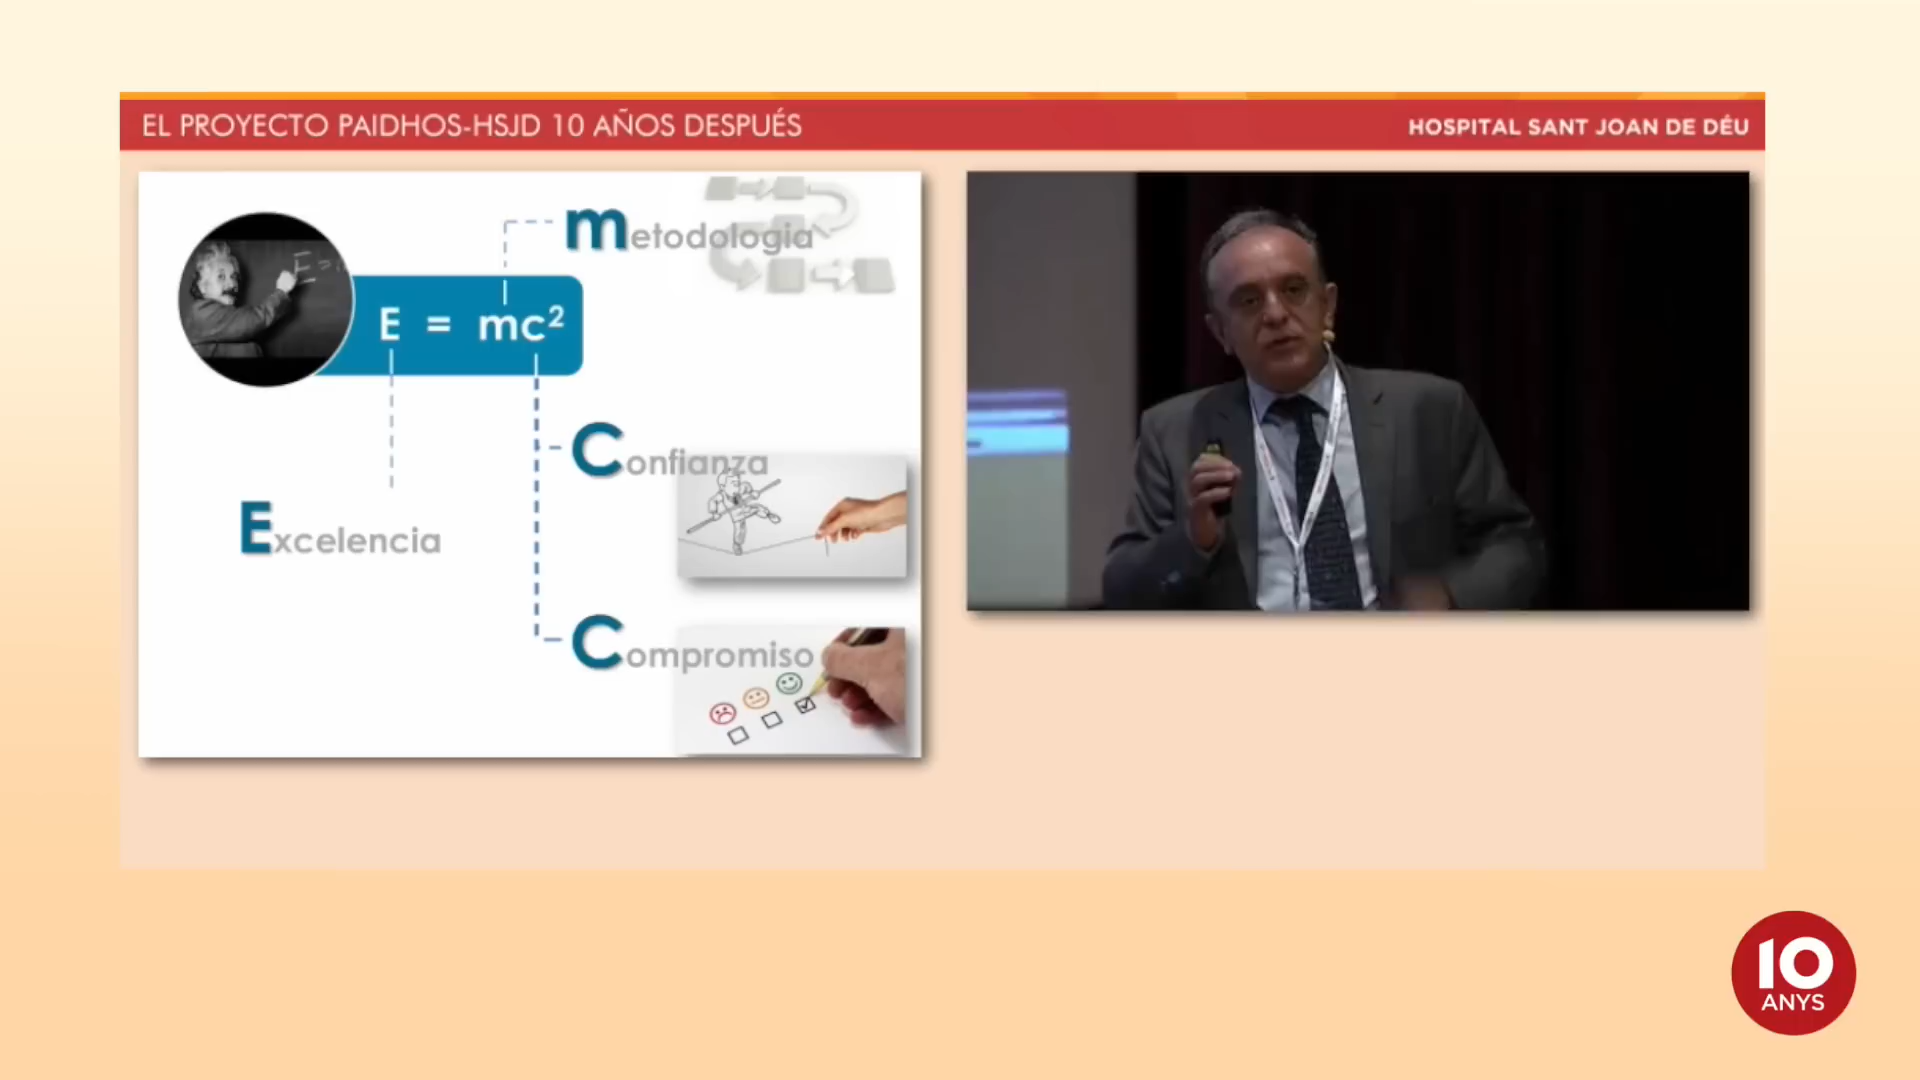 EL PROYECTO PAIDHOS-HSJD 10 AÑOS DESPUÉS
HOSPITAL SANT JOAN DE DÉU
metodologia
E = mc²
Confianza
Excelencia
Compromiso
10
ANYS